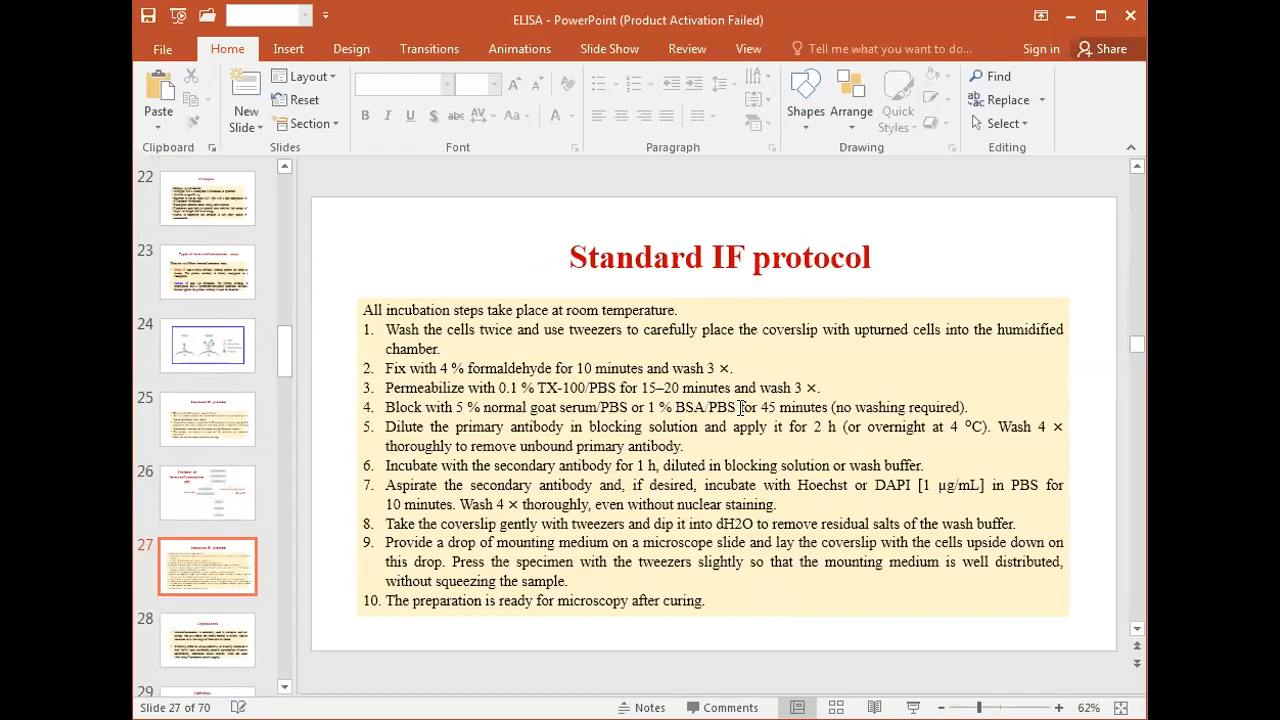 ELISA - PowerPoint (Product Activation Failed)
File Home Insert Design Transitions Animations Slide Show Review View Tell me what you want to do... Sign in Share
Paste
New Slide
Layout
Reset
Section
B I U S abc AV Aa A
Shapes
Arrange
Quick Styles
Find
Replace
Select
Clipboard Slides Font Paragraph Drawing Editing
22
23
24
25
26
27
28
29
Standard IF protocol
All incubation steps take place at room temperature.
1. Wash the cells twice and use tweezers to carefully place the coverslip with upturned cells into the humidified
chamber.
2. Fix with 4 % formaldehyde for 10 minutes and wash 3 ×.
3. Permeabilize with 0.1 % TX-100/PBS for 15–20 minutes and wash 3 ×.
4. Block with 5 % normal goat serum/PBS or 1 % BSA/PBS for 45 minutes (no washing required).
5. Dilute the primary antibody in blocking solution and apply it for 2 h (or overnight at 4 °C). Wash 4 ×
thoroughly to remove unbound primary antibody.
6. Incubate with the secondary antibody for 1 h, diluted in blocking solution or wash buffer.
7. Aspirate the secondary antibody and, if desired, incubate with Hoechst or DAPI [1 µg/mL] in PBS for
10 minutes. Wash 4 × thoroughly, even without nuclear staining.
8. Take the coverslip gently with tweezers and dip it into dH2O to remove residual salts of the wash buffer.
9. Provide a drop of mounting medium on a microscope slide and lay the coverslip with the cells upside down on
this drop. Press the specimen with the tweezers slightly so that the mounting medium is well distributed,
without squeezing the sample.
10. The preparation is ready for microscopy after curing.
Slide 27 of 70 Notes Comments 62%